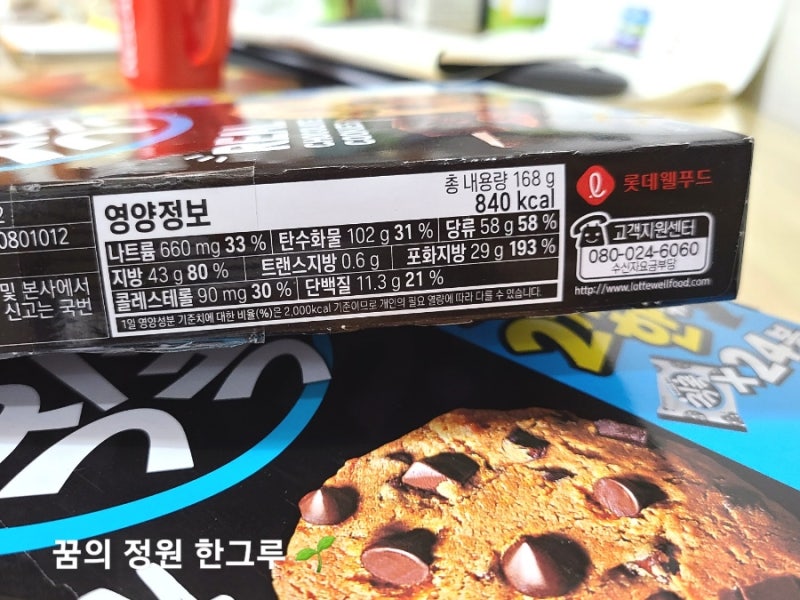 REAL
CHOCOLATE
COOKIE
0801012
및 본사에서
신고는 국번
영양정보
총 내용량 168 g
840 kcal
나트륨 660 mg 33 % 탄수화물 102 g 31 % 당류 58 g 58 %
지방 43 g 80 % 트랜스지방 0.6 g 포화지방 29 g 193 %
콜레스테롤 90 mg 30 % 단백질 11.3 g 21 %
1일 영양성분 기준치에 대한 비율(%)은 2,000kcal 기준이므로 개인의 필요 열량에 따라 다를 수 있습니다.
롯데웰푸드
고객지원센터
080-024-6060
수신자요금부담
http://www.lottewellfood.com
꿈의 정원 한그루